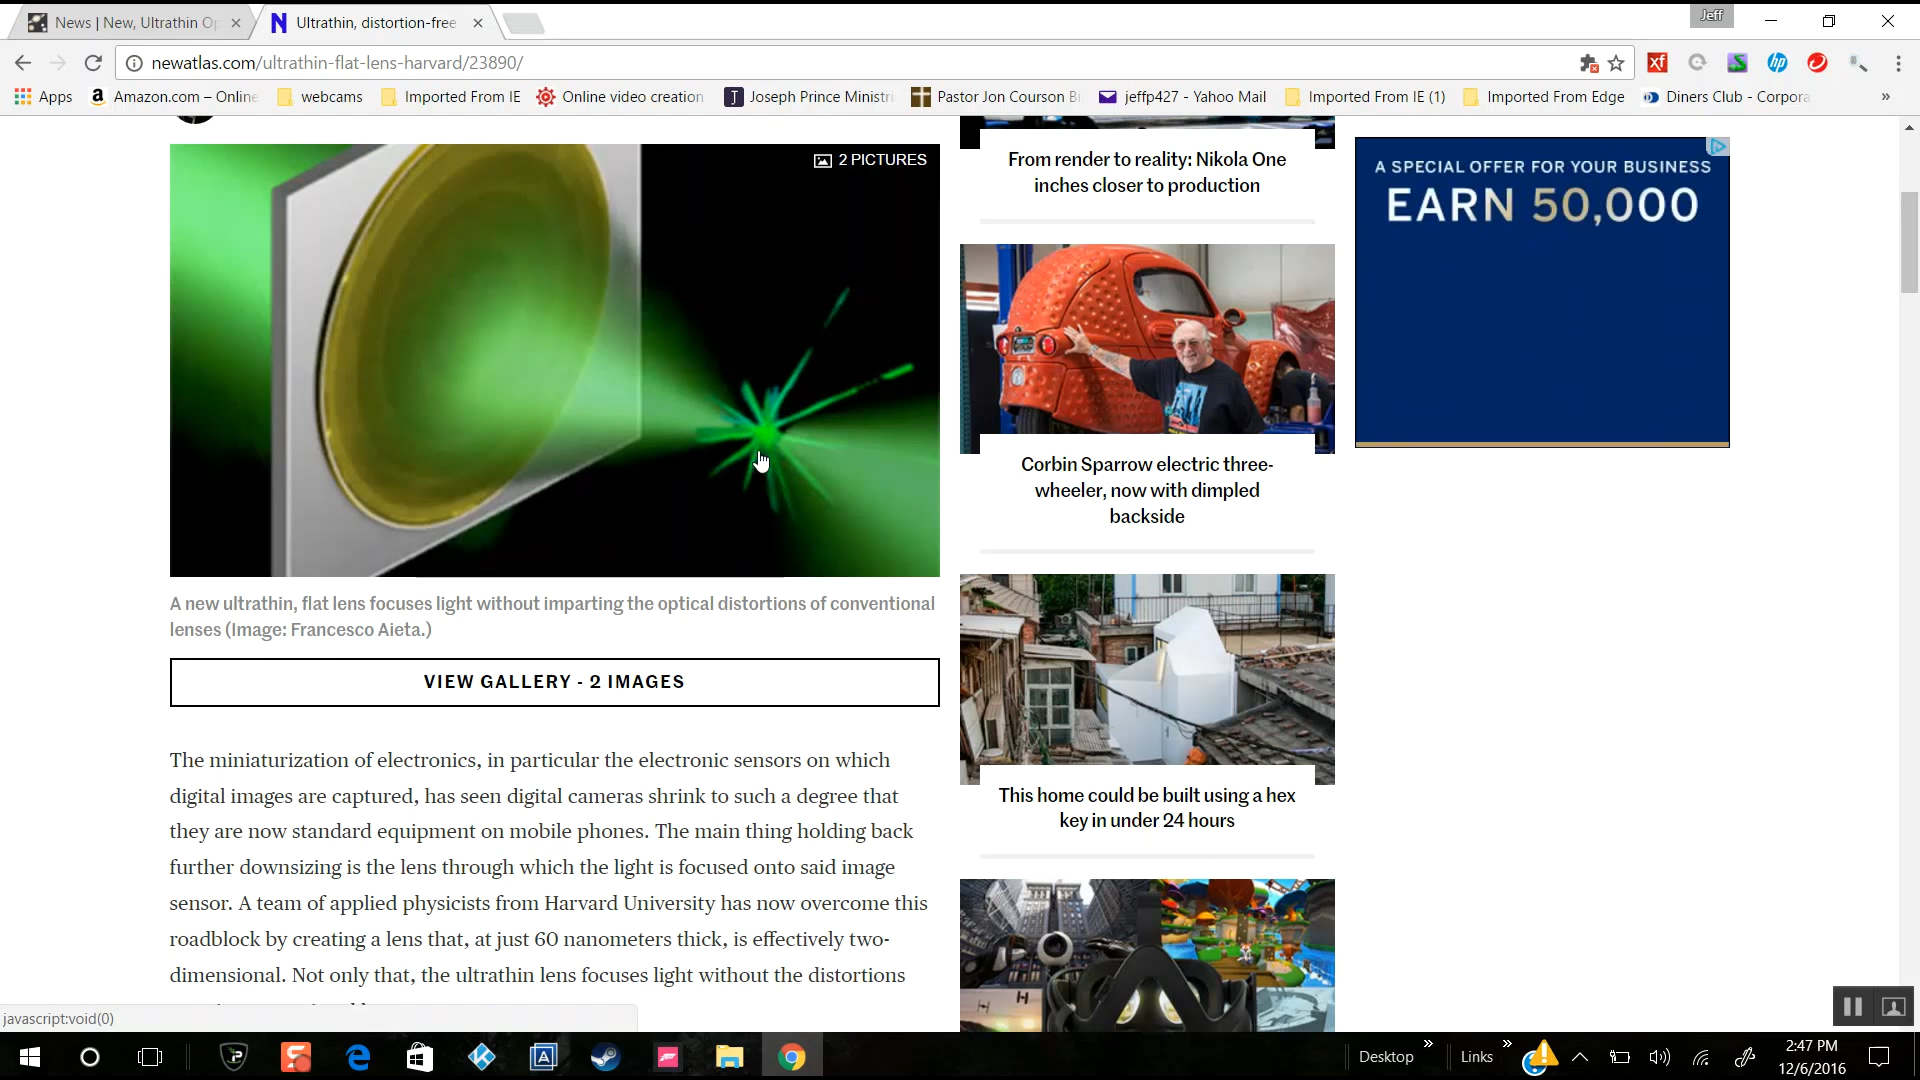 News | New, Ultrathin Op
Ultrathin, distortion-free
Jeff
newatlas.com/ultrathin-flat-lens-harvard/23890/
Apps
Amazon.com – Online
webcams
Imported From IE
Online video creation
Joseph Prince Ministri
Pastor Jon Courson Bi
jeffp427 - Yahoo Mail
Imported From IE (1)
Imported From Edge
Diners Club - Corpora
2 PICTURES
A new ultrathin, flat lens focuses light without imparting the optical distortions of conventional
lenses (Image: Francesco Aieta.)
VIEW GALLERY - 2 IMAGES
The miniaturization of electronics, in particular the electronic sensors on which
digital images are captured, has seen digital cameras shrink to such a degree that
they are now standard equipment on mobile phones. The main thing holding back
further downsizing is the lens through which the light is focused onto said image
sensor. A team of applied physicists from Harvard University has now overcome this
roadblock by creating a lens that, at just 60 nanometers thick, is effectively two-
dimensional. Not only that, the ultrathin lens focuses light without the distortions
From render to reality: Nikola One
inches closer to production
Corbin Sparrow electric three-
wheeler, now with dimpled
backside
This home could be built using a hex
key in under 24 hours
A SPECIAL OFFER FOR YOUR BUSINESS
EARN 50,000
javascript:void(0)
Desktop
Links
2:47 PM
12/6/2016